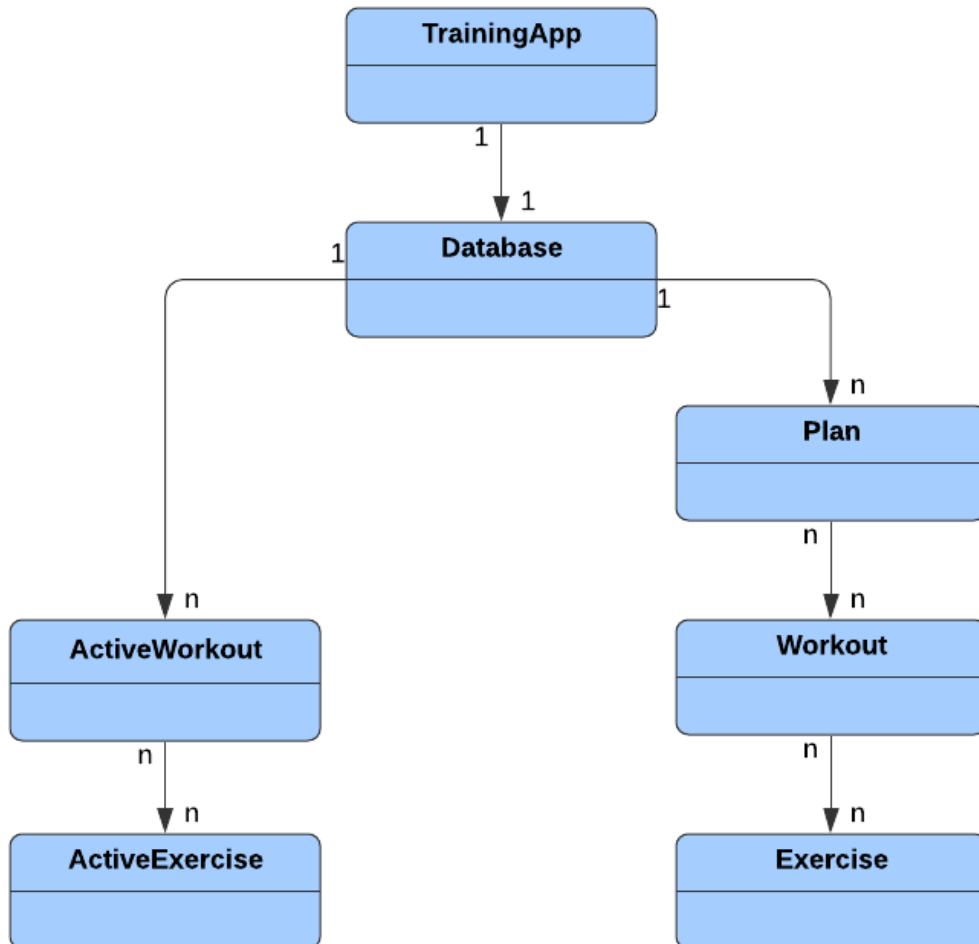 TrainingApp
1
1
Database
1
1
n
Plan
n
n
n
ActiveWorkout
Workout
n
n
n
n
ActiveExercise
Exercise